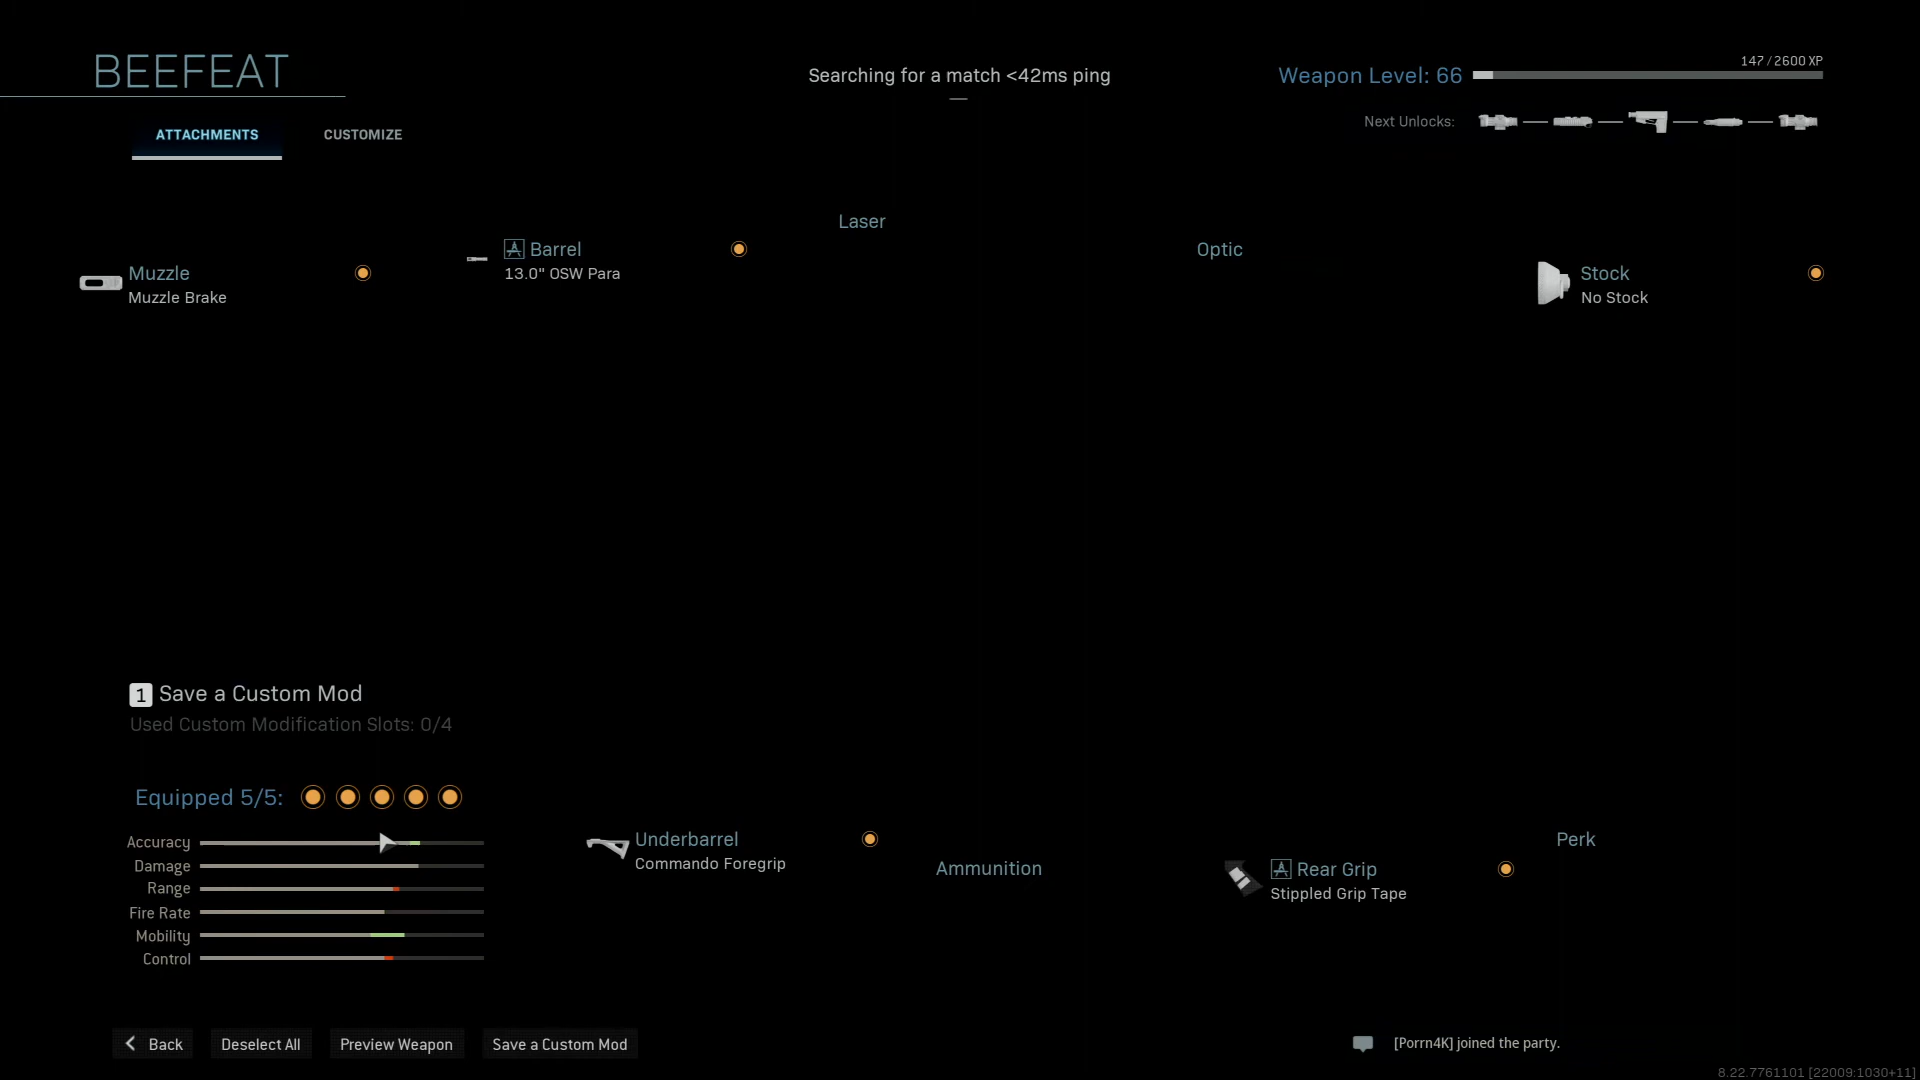 BEEFEAT
Searching for a match <42ms ping
Weapon Level: 66
147 / 2600 XP
Next Unlocks:
ATTACHMENTS
CUSTOMIZE
Laser
Barrel
13.0" OSW Para
Optic
Muzzle
Muzzle Brake
Stock
No Stock
1 Save a Custom Mod
Used Custom Modification Slots: 0/4
Equipped 5/5:
Accuracy
Damage
Range
Fire Rate
Mobility
Control
Underbarrel
Commando Foregrip
Ammunition
Rear Grip
Stippled Grip Tape
Perk
Back
Deselect All
Preview Weapon
Save a Custom Mod
[Porrn4K] joined the party.
8.22.7761101 [22009:1030+11]